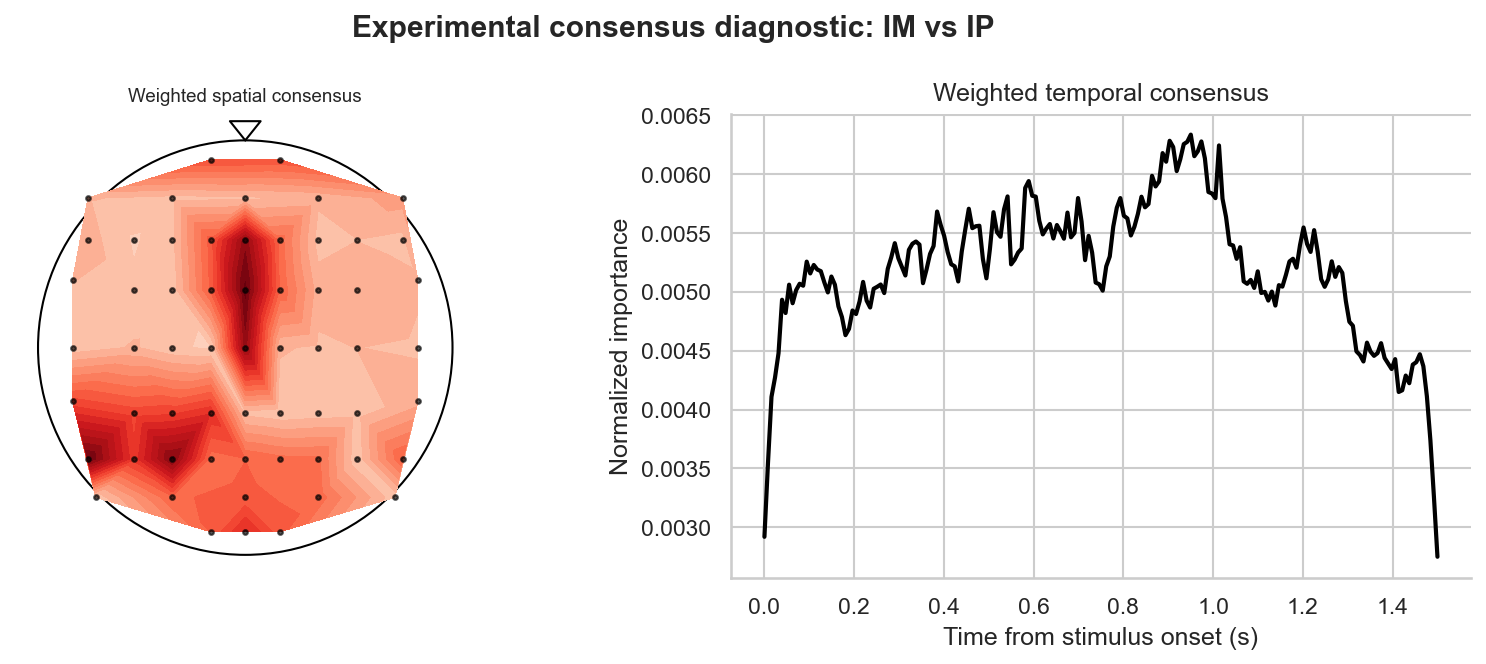 Experimental consensus diagnostic: IM vs IP
Weighted spatial consensus
Weighted temporal consensus
Normalized importance
0.0065
0.0060
0.0055
0.0050
0.0045
0.0040
0.0035
0.0030
0.0 0.2 0.4 0.6 0.8 1.0 1.2 1.4
Time from stimulus onset (s)